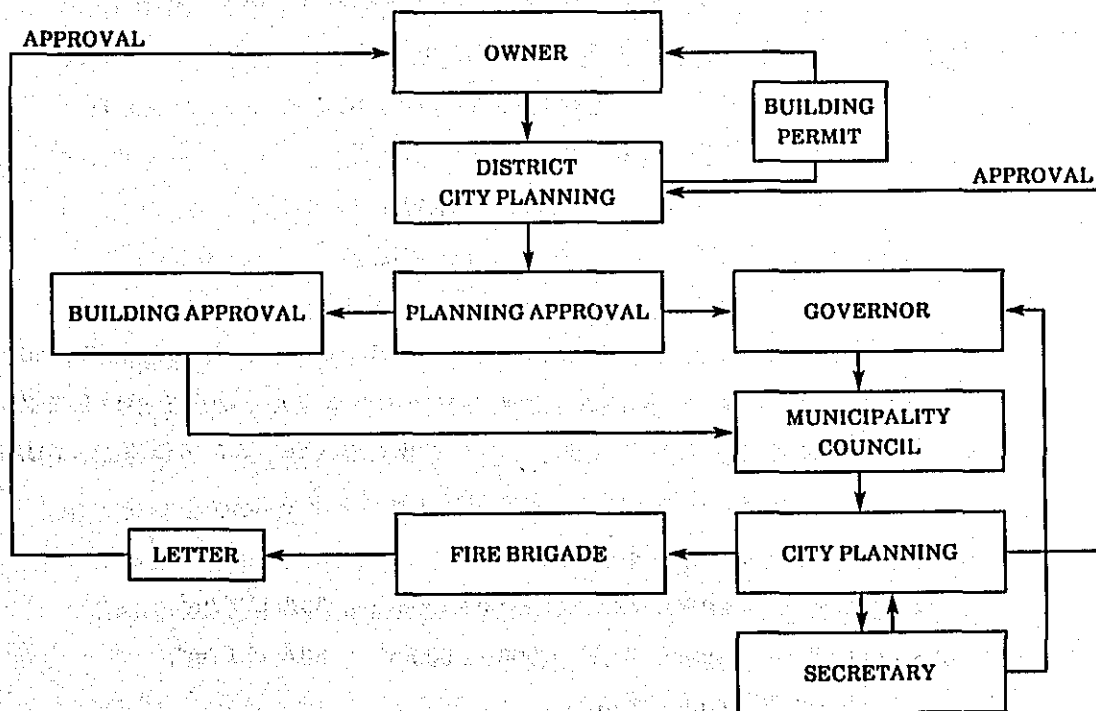 APPROVAL
OWNER
BUILDING
PERMIT
DISTRICT
CITY PLANNING
APPROVAL
BUILDING APPROVAL
PLANNING APPROVAL
GOVERNOR
MUNICIPALITY
COUNCIL
LETTER
FIRE BRIGADE
CITY PLANNING
SECRETARY